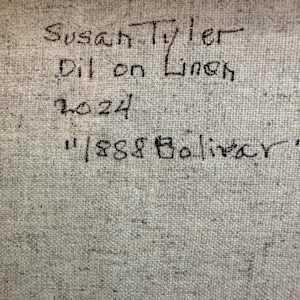 Susan Tyler
Oil on Linen
2024
"1888 Bolivar"